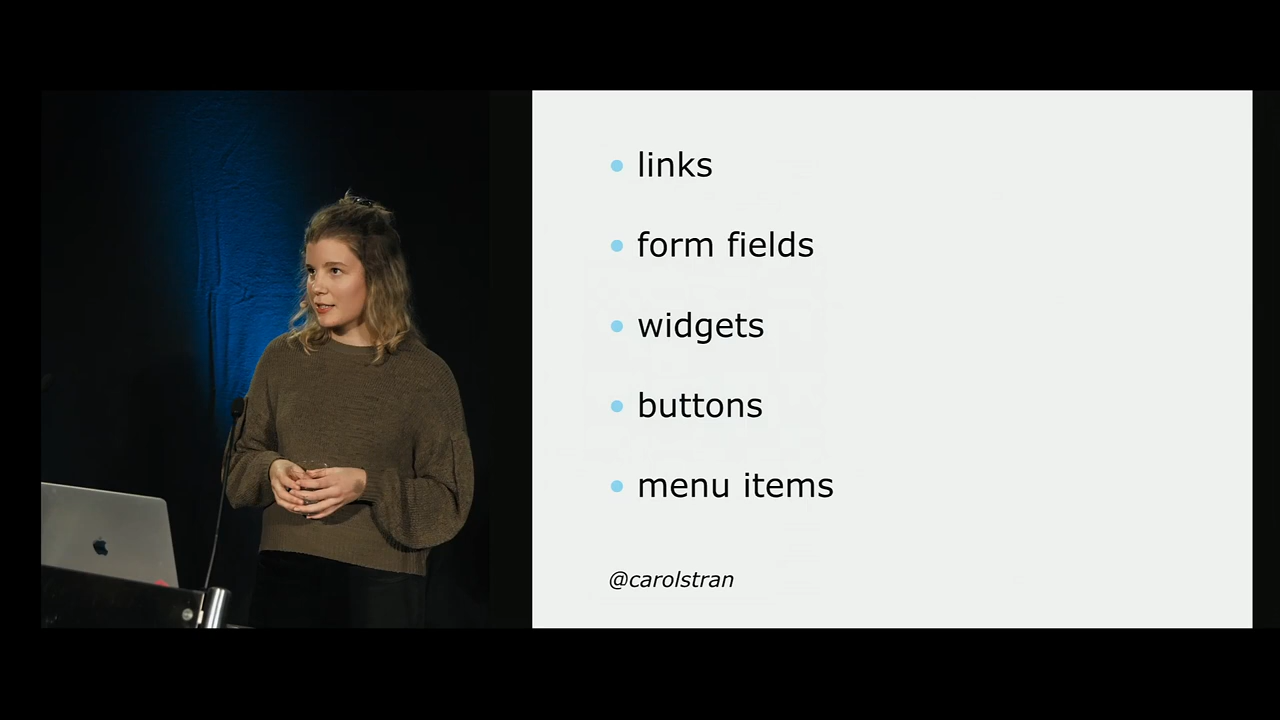 links
form fields
widgets
buttons
menu items
@carolstran